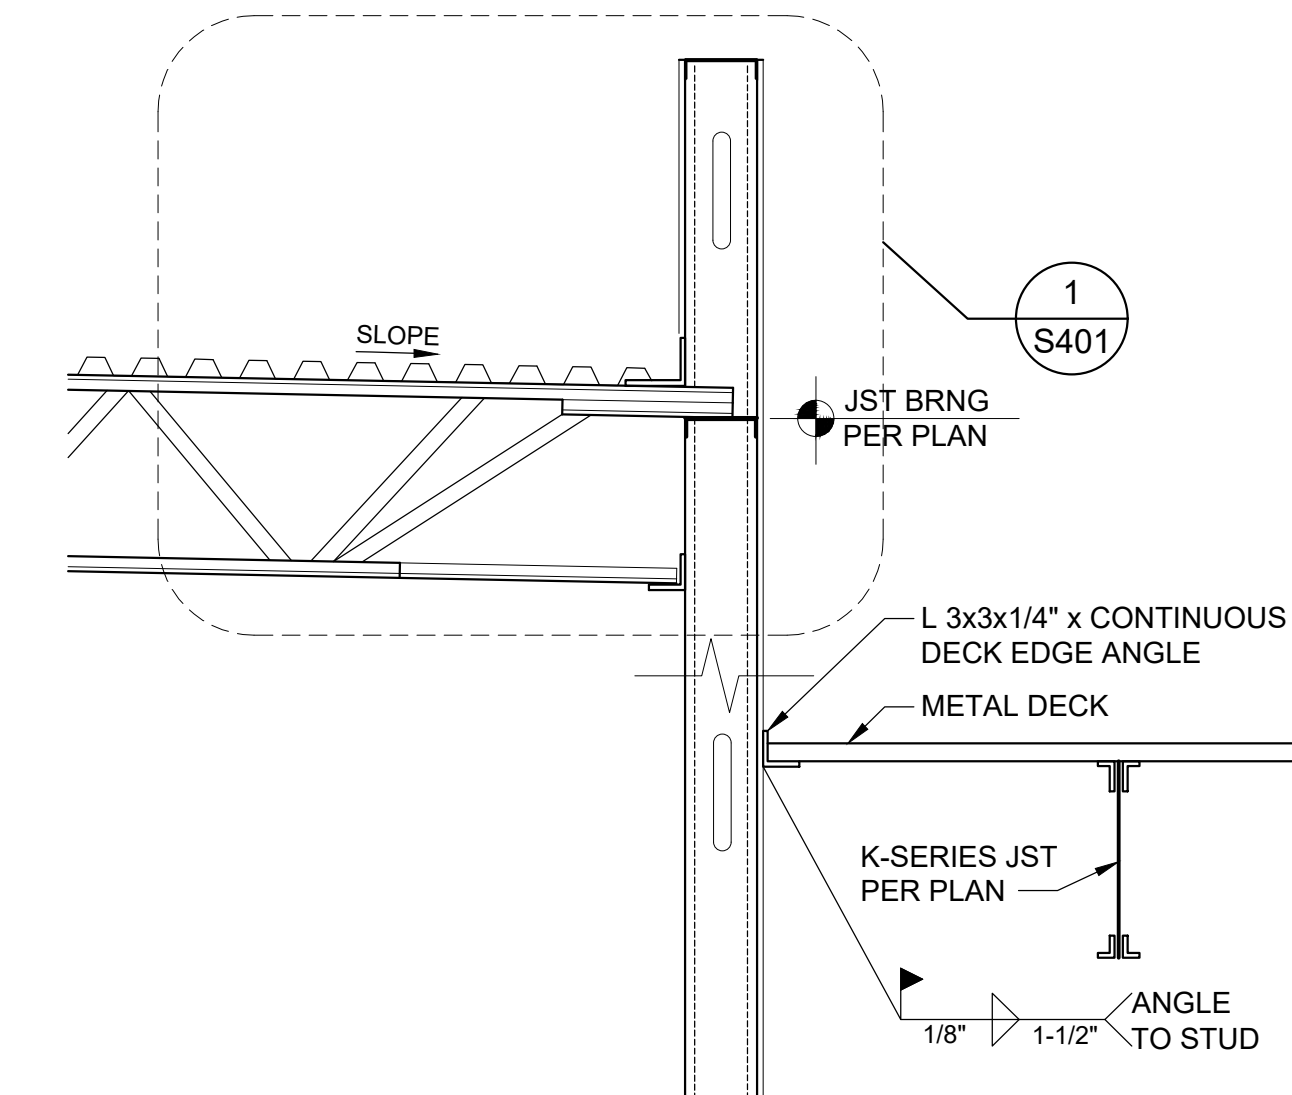 SLOPE
1
S401
JST BRNG
PER PLAN
L 3x3x1/4" x CONTINUOUS
DECK EDGE ANGLE
METAL DECK
K-SERIES JST
PER PLAN
1/8"
1-1/2"
ANGLE
TO STUD